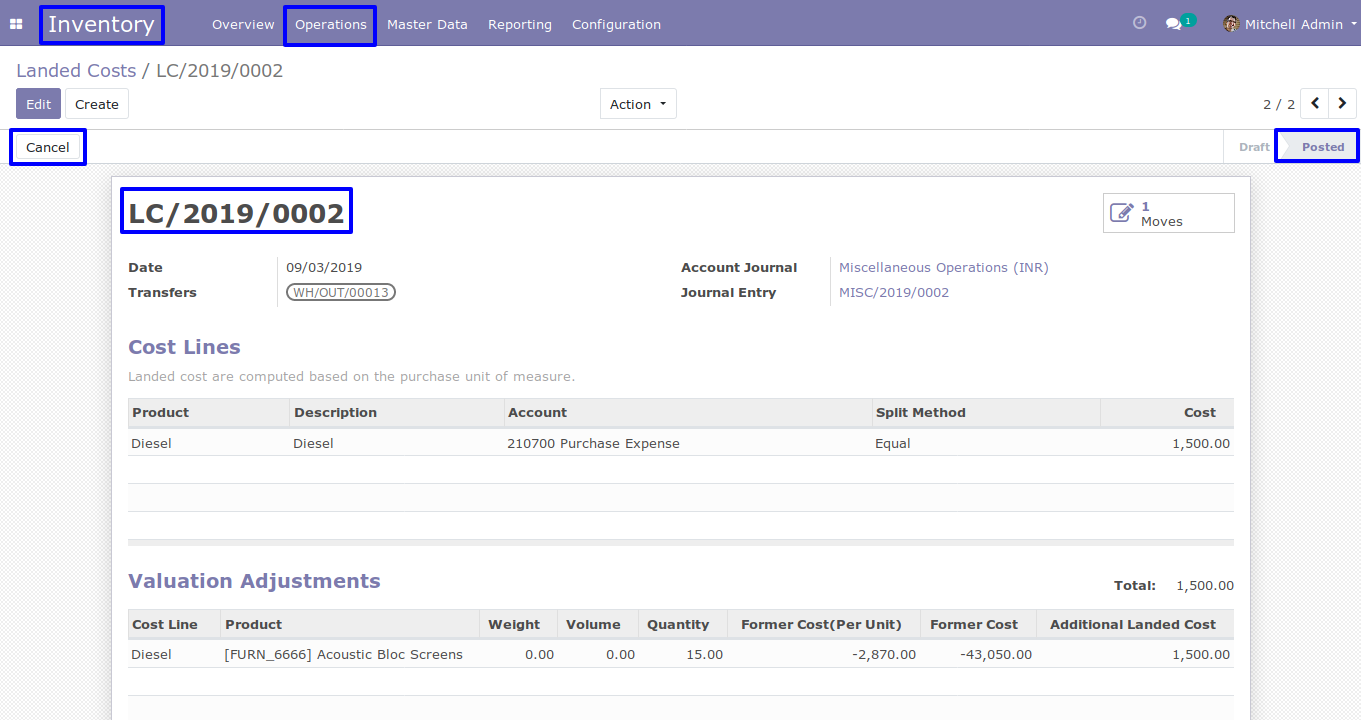 Inventory Overview Operations Master Data Reporting Configuration 1 Mitchell Admin
Landed Costs / LC/2019/0002
Edit Create Action 2 / 2
Cancel Draft Posted
LC/2019/0002
1
Moves
Date 09/03/2019 Account Journal Miscellaneous Operations (INR)
Transfers WH/OUT/00013 Journal Entry MISC/2019/0002
Cost Lines
Landed cost are computed based on the purchase unit of measure.
Product Description Account Split Method Cost
Diesel Diesel 210700 Purchase Expense Equal 1,500.00
Valuation Adjustments
Total: 1,500.00
Cost Line Product Weight Volume Quantity Former Cost(Per Unit) Former Cost Additional Landed Cost
Diesel [FURN_6666] Acoustic Bloc Screens 0.00 0.00 15.00 -2,870.00 -43,050.00 1,500.00